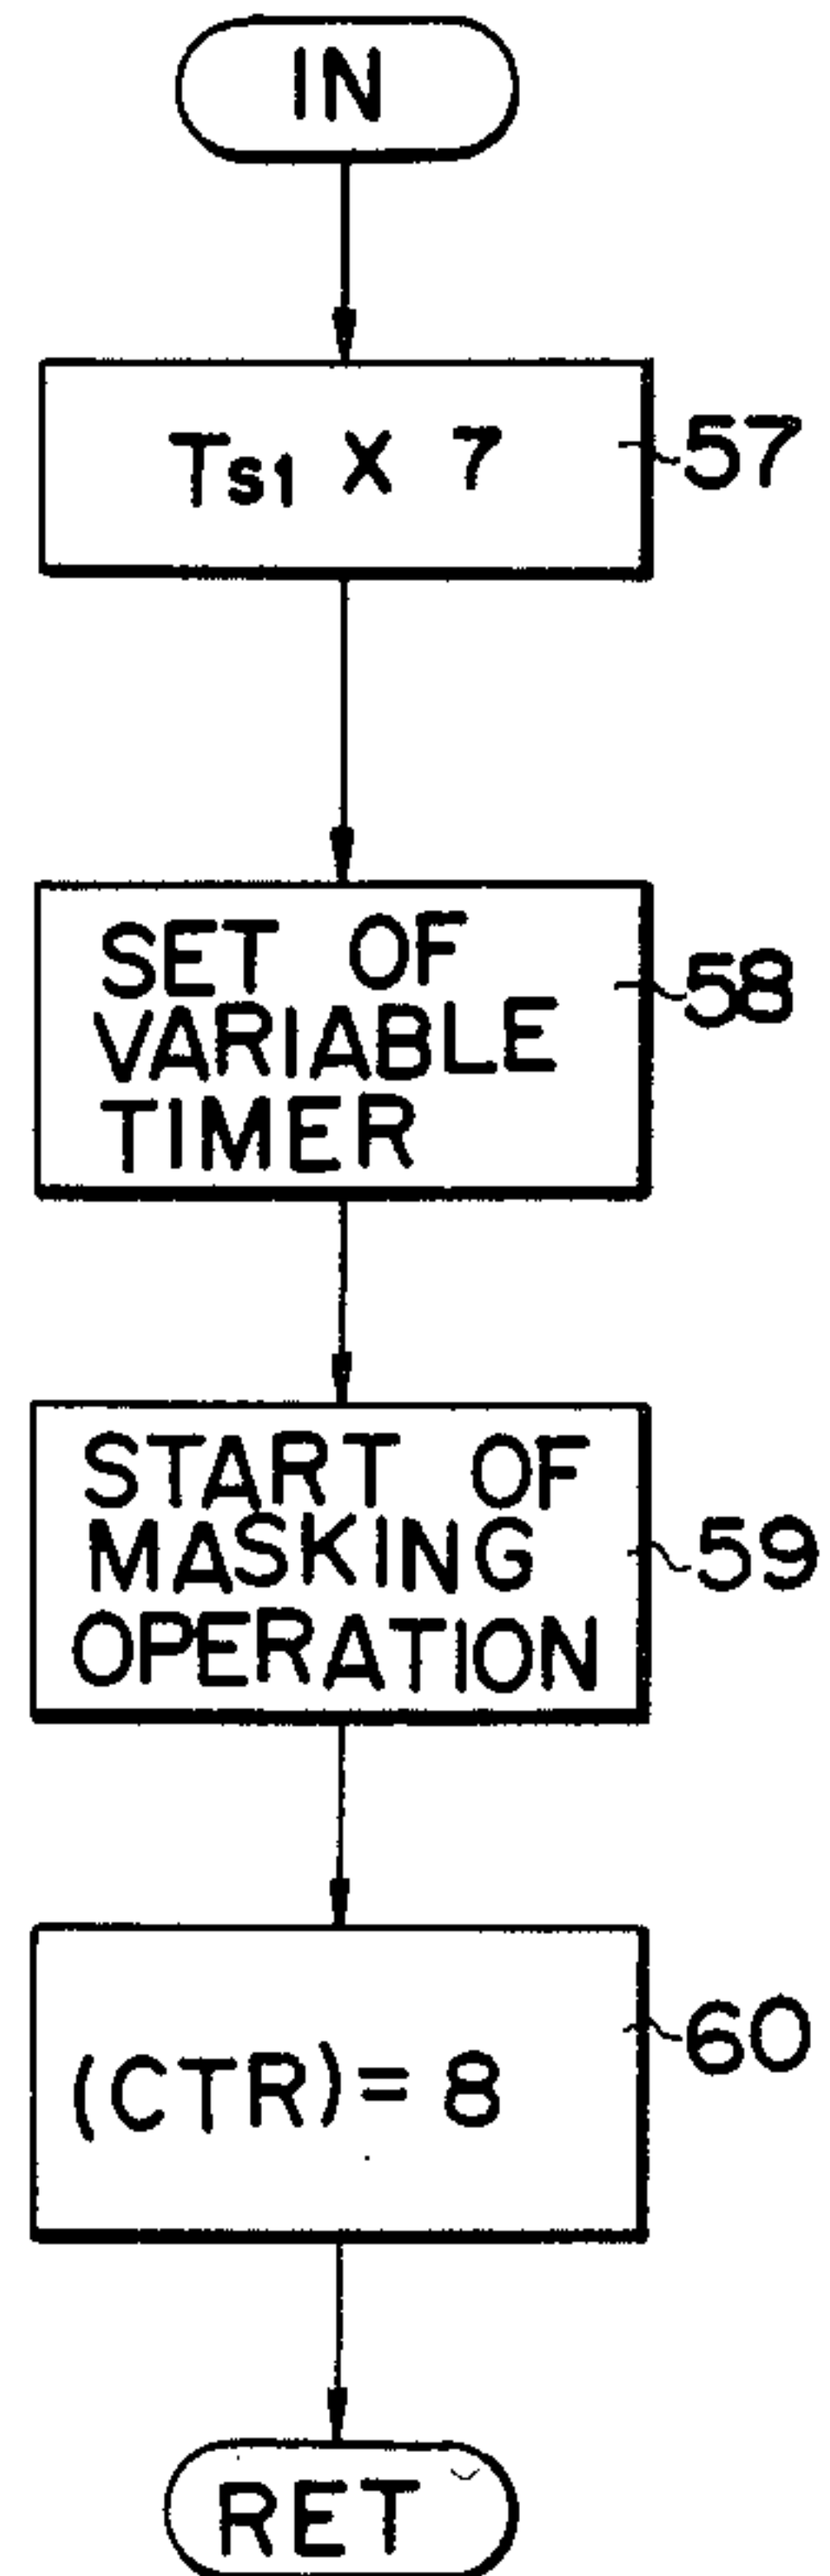 IN
Ts1 X 7
57
SET OF
VARIABLE
TIMER
58
START OF
MASKING
OPERATION
59
(CTR) = 8
60
RET